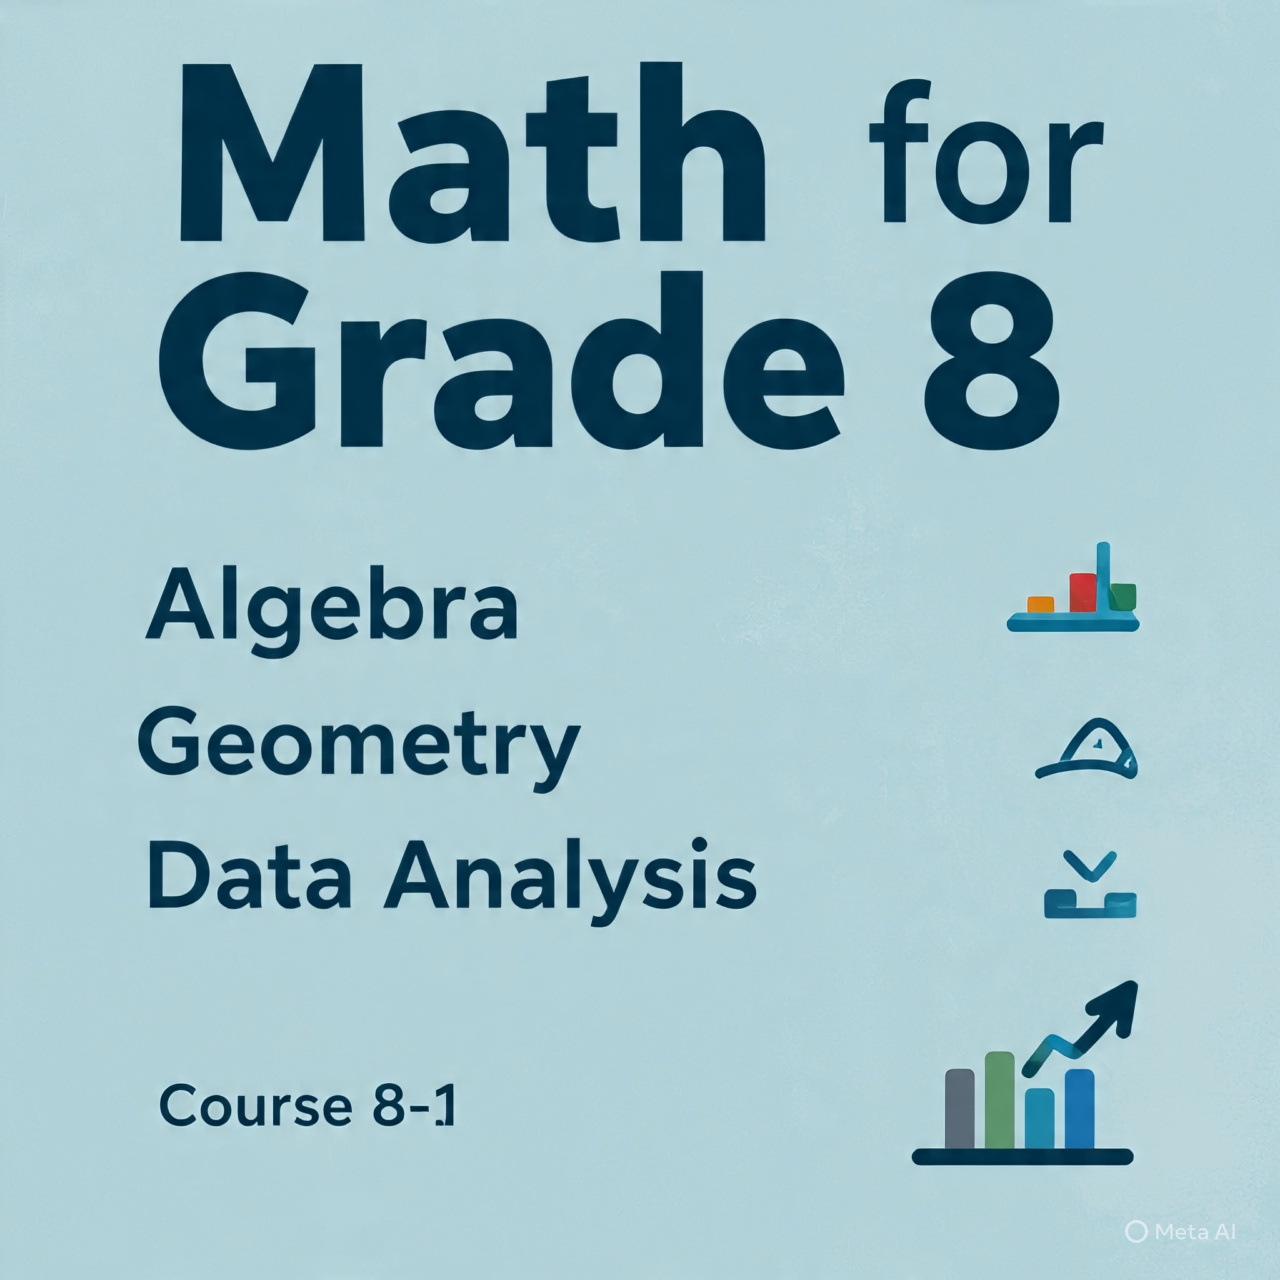 Math for
Grade 8
Algebra
Geometry
Data Analysis
Course 8-1
Meta AI